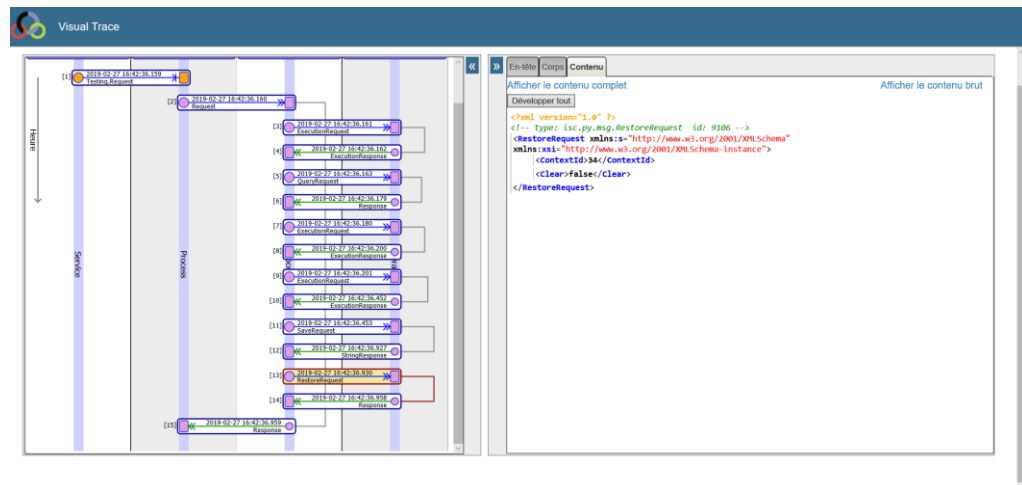 Visual Trace
[1] 2019-02-27 16:42:36.159
Testing.Request
[2] 2019-02-27 16:42:36.160
Request
[3] 2019-02-27 16:42:36.161
ExecutionRequest
[4] 2019-02-27 16:42:36.162
ExecutionResponse
[5] 2019-02-27 16:42:36.163
QueryRequest
[6] 2019-02-27 16:42:36.179
Response
[7] 2019-02-27 16:42:36.180
ExecutionRequest
[8] 2019-02-27 16:42:36.200
ExecutionResponse
[9] 2019-02-27 16:42:36.201
ExecutionRequest
[10] 2019-02-27 16:42:36.452
ExecutionResponse
[11] 2019-02-27 16:42:36.453
SaveRequest
[12] 2019-02-27 16:42:36.927
StringResponse
[13] 2019-02-27 16:42:36.930
RestoreRequest
[14] 2019-02-27 16:42:36.958
Response
[15] 2019-02-27 16:42:36.959
Response
Heure
Service
Process
« »
En-tête Corps Contenu
Afficher le contenu complet Afficher le contenu brut
Développer tout
<?xml version="1.0" ?>
<!-- type: isc.py.msg.RestoreRequest id: 9106 -->
<RestoreRequest xmlns:s="http://www.w3.org/2001/XMLSchema"
xmlns:xsi="http://www.w3.org/2001/XMLSchema-instance">
<ContextId>34</ContextId>
<Clear>false</Clear>
</RestoreRequest>